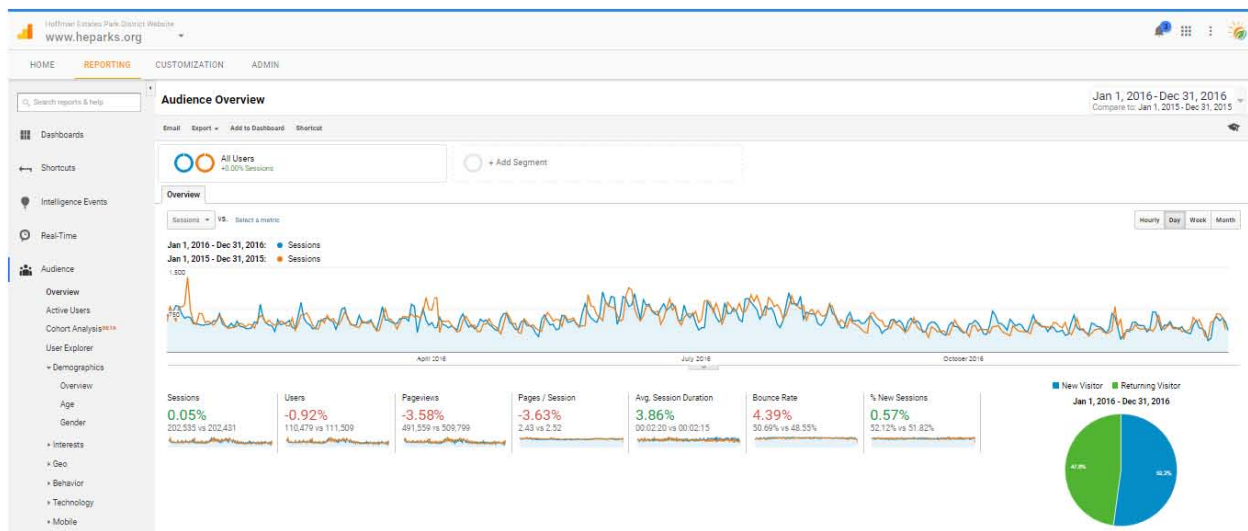 Hoffman Estates Park District Website
www.heparks.org
3
HOME REPORTING CUSTOMIZATION ADMIN
Search reports & help
Audience Overview
Jan 1, 2016 - Dec 31, 2016
Compare to: Jan 1, 2015 - Dec 31, 2015
Email Export Add to Dashboard Shortcut
Dashboards
Shortcuts
Intelligence Events
Real-Time
Audience
Overview
Active Users
Cohort Analysis BETA
User Explorer
Demographics
Overview
Age
Gender
Interests
Geo
Behavior
Technology
Mobile
All Users
+0.00% Sessions
+ Add Segment
Overview
Sessions VS. Select a metric
Hourly Day Week Month
Jan 1, 2016 - Dec 31, 2016: Sessions
Jan 1, 2015 - Dec 31, 2015: Sessions
1,500
750
April 2016 July 2016 October 2016
Sessions
0.05%
202,535 vs 202,431
Users
-0.92%
110,479 vs 111,509
Pageviews
-3.58%
491,559 vs 509,799
Pages / Session
-3.63%
2.43 vs 2.52
Avg. Session Duration
3.86%
00:02:20 vs 00:02:15
Bounce Rate
4.39%
50.69% vs 48.55%
% New Sessions
0.57%
52.12% vs 51.82%
New Visitor Returning Visitor
Jan 1, 2016 - Dec 31, 2016
47.8%
52.2%